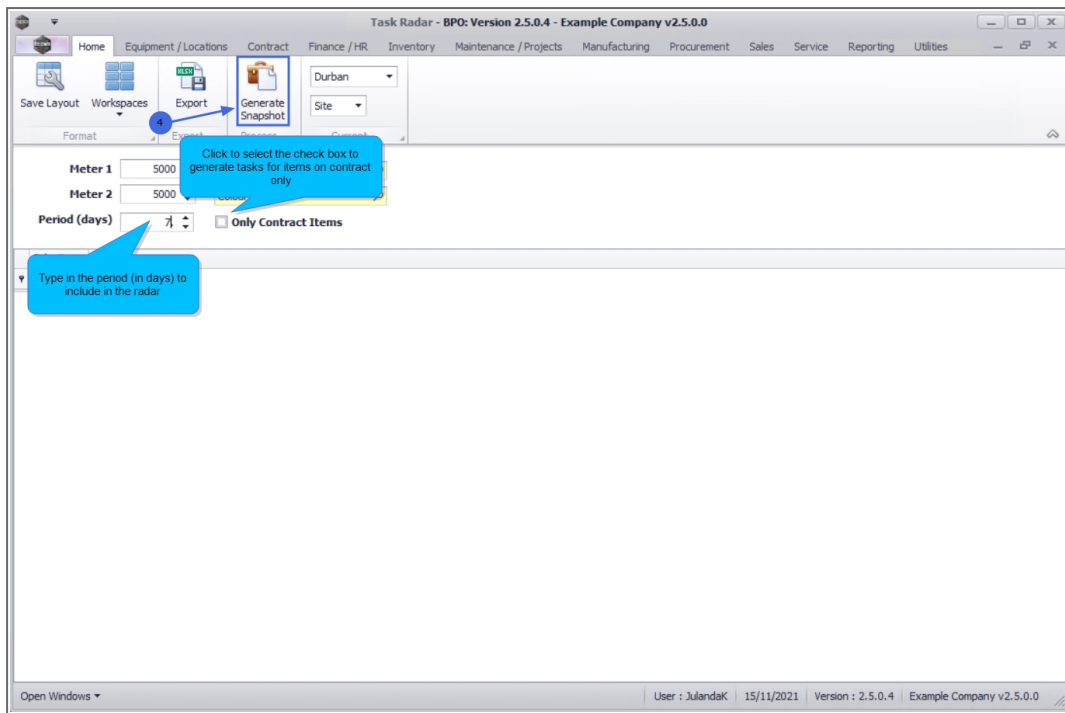 Task Radar - BPO: Version 2.5.0.4 - Example Company v2.5.0.0
Home Equipment / Locations Contract Finance / HR Inventory Maintenance / Projects Manufacturing Procurement Sales Service Reporting Utilities
XLSX
Durban
Save Layout Workspaces Export Generate Snapshot
Site
4
Format
Click to select the check box to
generate tasks for items on contract
only
Meter 1 5000
Meter 2 5000
Period (days) 7 Only Contract Items
Type in the period (in days) to
include in the radar
Open Windows User : JulandaK 15/11/2021 Version : 2.5.0.4 Example Company v2.5.0.0